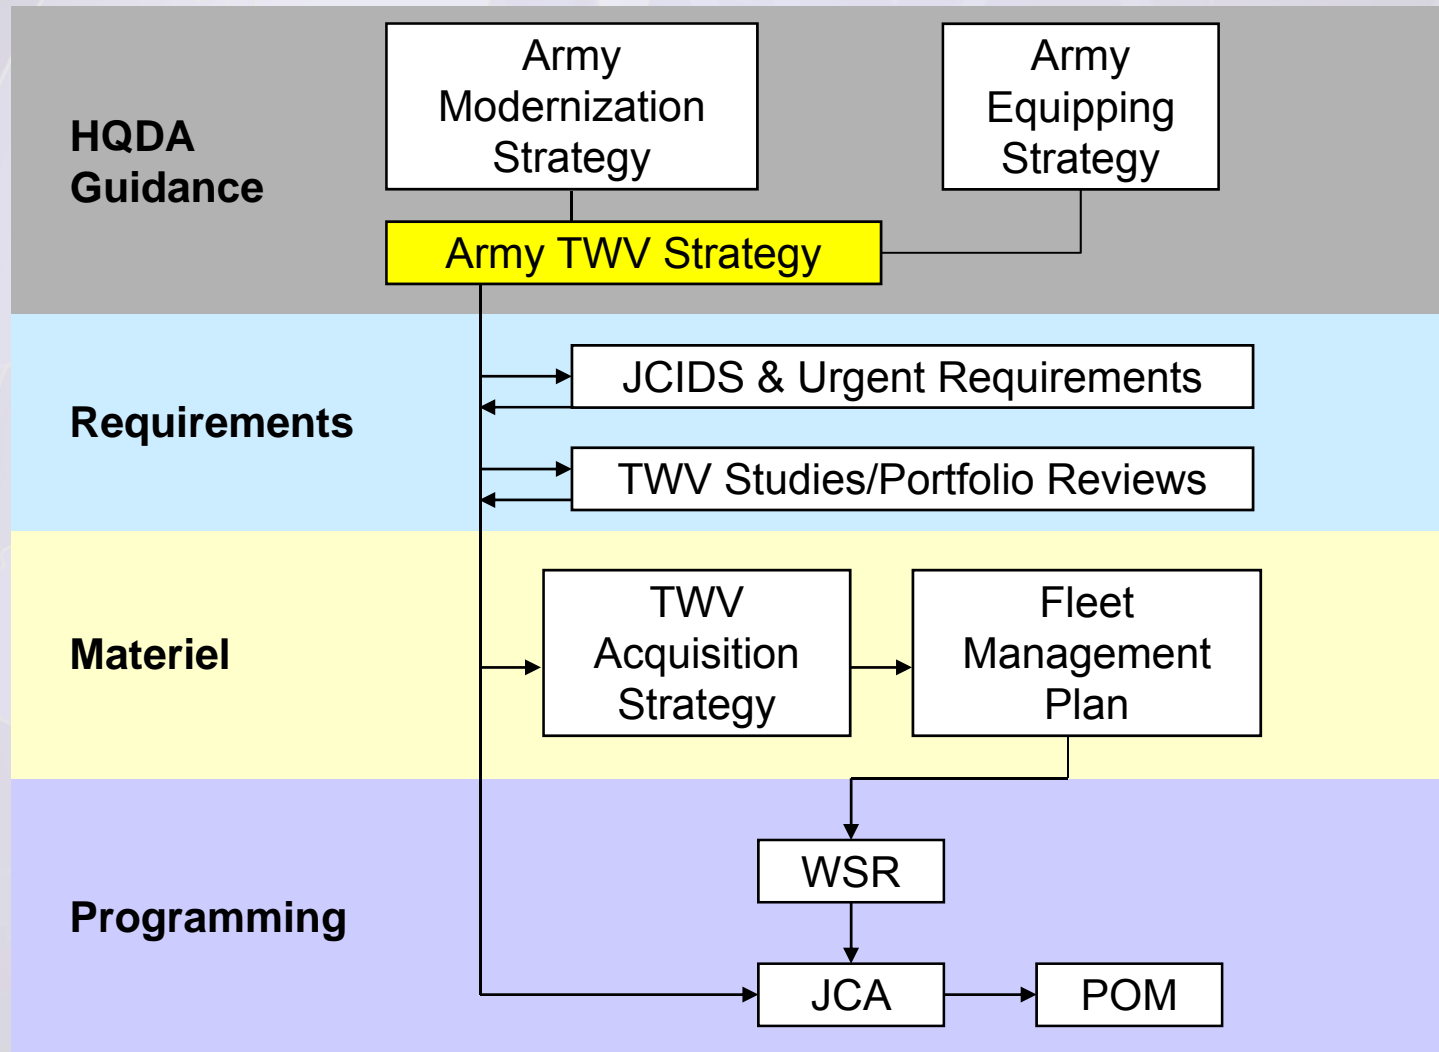 Army
Modernization
Strategy
Army
Equipping
Strategy
HQDA
Guidance
Army TWV Strategy
JCIDS & Urgent Requirements
Requirements
TWV Studies/Portfolio Reviews
TWV
Acquisition
Strategy
Fleet
Management
Plan
Materiel
WSR
Programming
JCA
POM